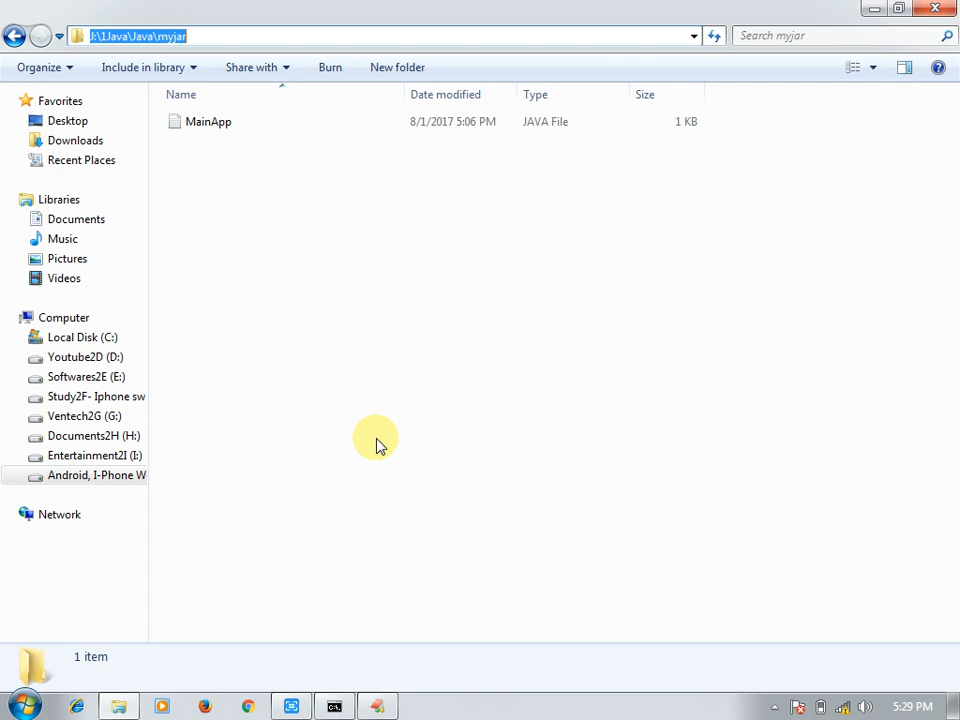 J:\1Java\Java\myjar
Search myjar
Organize
Include in library
Share with
Burn
New folder
Name
Date modified
Type
Size
MainApp
8/1/2017 5:06 PM
JAVA File
1 KB
Favorites
Desktop
Downloads
Recent Places
Libraries
Documents
Music
Pictures
Videos
Computer
Local Disk (C:)
Youtube2D (D:)
Softwares2E (E:)
Study2F- Iphone sw
Ventech2G (G:)
Documents2H (H:)
Entertainment2I (I:)
Android, I-Phone W
Network
1 item
C:\.
5:29 PM